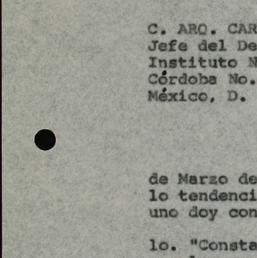 C. ARQ. CAR
Jefe del De
Instituto N
Córdoba No.
México, D.
de Marzo de
lo tendenci
uno doy con
lo. "Consta